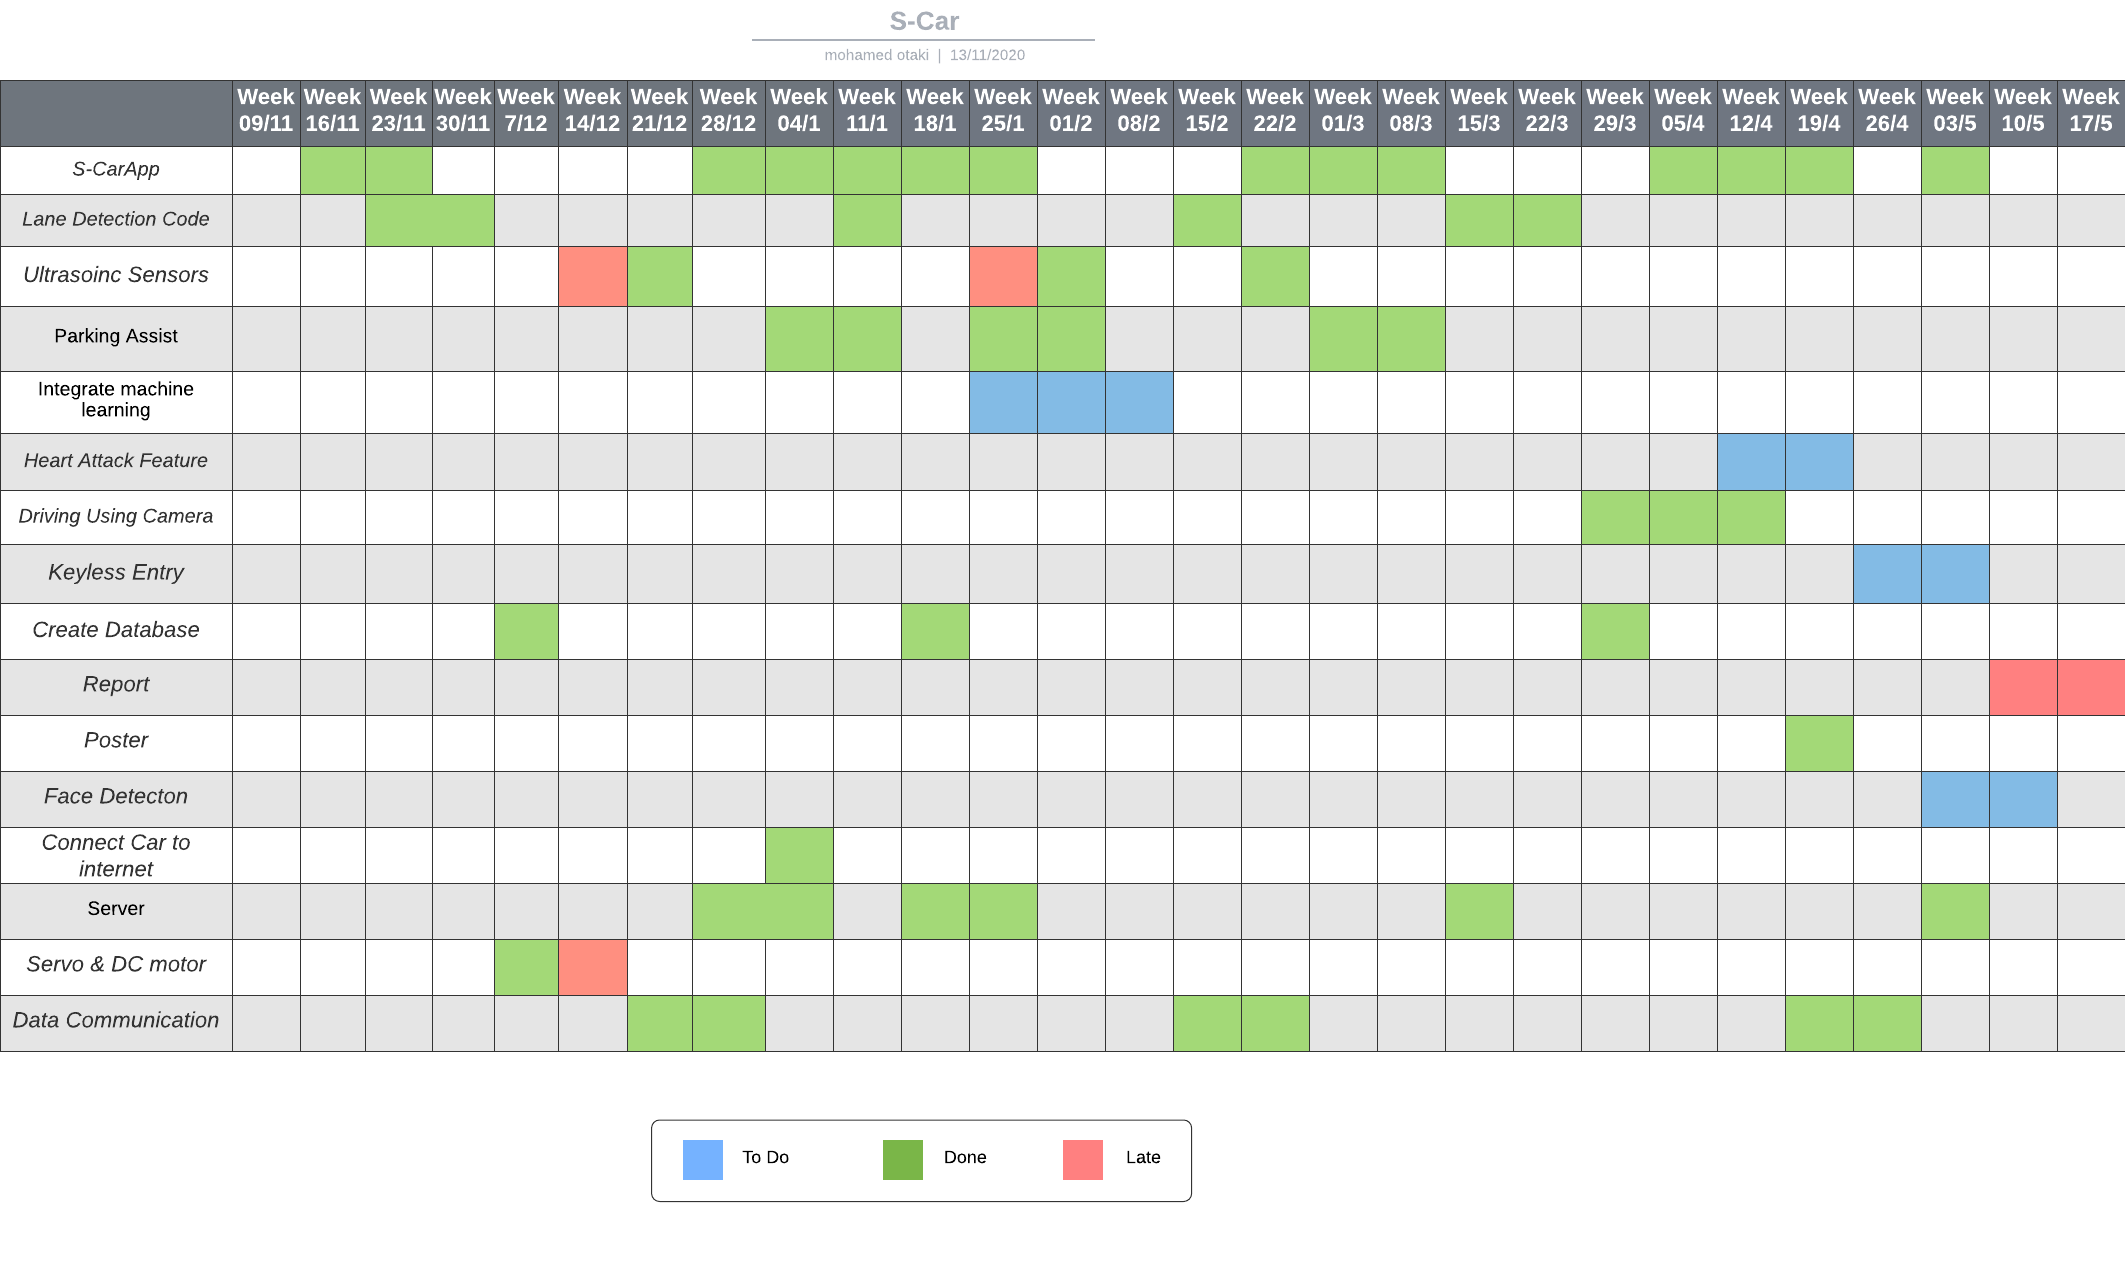 S-Car
mohamed otaki | 13/11/2020
Week Week Week Week Week Week Week Week Week Week Week Week Week Week Week Week Week Week Week Week Week Week Week Week Week Week Week Week
09/11 16/11 23/11 30/11 7/12 14/12 21/12 28/12 04/1 11/1 18/1 25/1 01/2 08/2 15/2 22/2 01/3 08/3 15/3 22/3 29/3 05/4 12/4 19/4 26/4 03/5 10/5 17/5
S-CarApp
Lane Detection Code
Ultrasoinc Sensors
Parking Assist
Integrate machine
learning
Heart Attack Feature
Driving Using Camera
Keyless Entry
Create Database
Report
Poster
Face Detecton
Connect Car to
internet
Server
Servo & DC motor
Data Communication
To Do Done Late